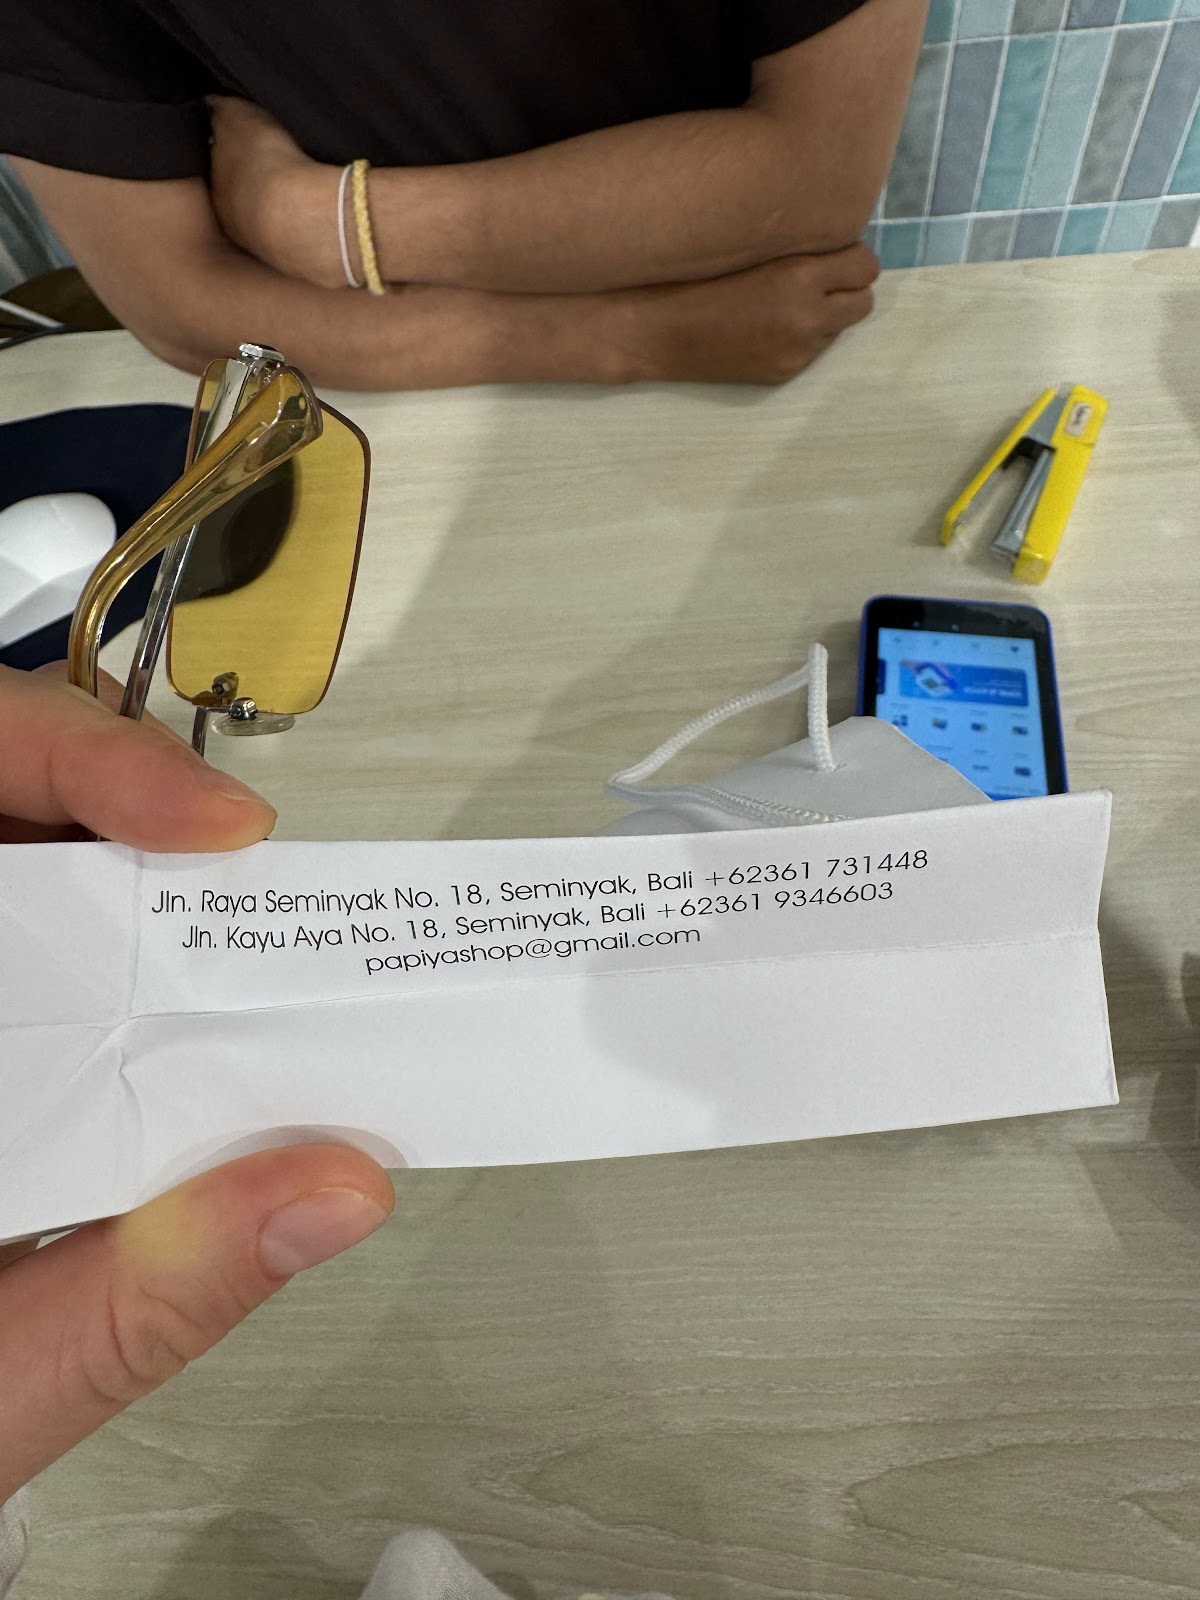 Jln. Raya Seminyak No. 18, Seminyak, Bali +62361 731448
Jln. Kayu Aya No. 18, Seminyak, Bali +62361 9346603
papiyashop@gmail.com